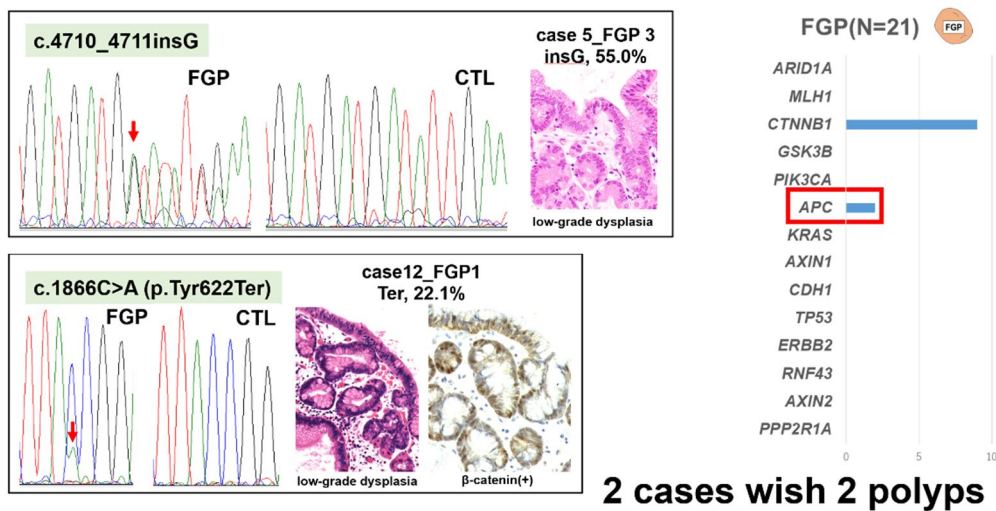 c.4710_4711insG
FGP
CTL
case 5_FGP 3
insG, 55.0%
low-grade dysplasia
c.1866C>A (p.Tyr622Ter)
FGP
CTL
case12_FGP1
Ter, 22.1%
low-grade dysplasia
β-catenin(+)
FGP(N=21)
FGP
ARID1A
MLH1
CTNNB1
GSK3B
PIK3CA
APC
KRAS
AXIN1
CDH1
TP53
ERBB2
RNF43
AXIN2
PPP2R1A
0 5 10
2 cases wish 2 polyps